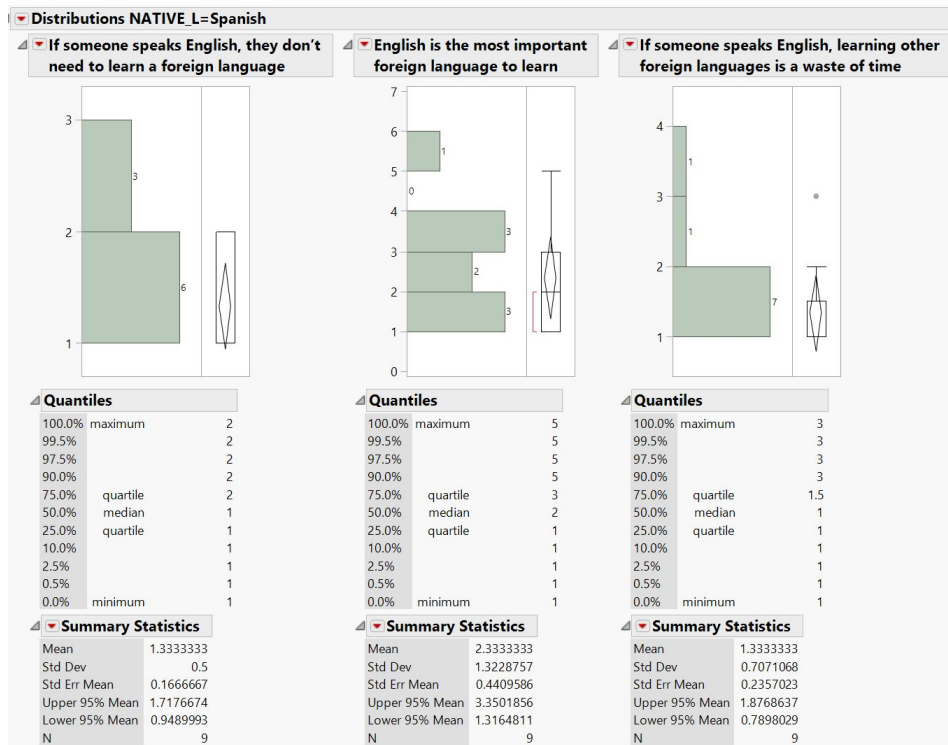 Distributions NATIVE_L=Spanish
If someone speaks English, they don't
need to learn a foreign language
3
2
1
3
6
Quantiles
100.0% maximum 2
99.5% 2
97.5% 2
90.0% 2
75.0% quartile 2
50.0% median 1
25.0% quartile 1
10.0% 1
2.5% 1
0.5% 1
0.0% minimum 1
Summary Statistics
Mean 1.3333333
Std Dev 0.5
Std Err Mean 0.1666667
Upper 95% Mean 1.7176674
Lower 95% Mean 0.9489993
N 9
English is the most important
foreign language to learn
7
6
5
4
3
2
1
0
1
0
3
2
3
Quantiles
100.0% maximum 5
99.5% 5
97.5% 5
90.0% 5
75.0% quartile 3
50.0% median 2
25.0% quartile 1
10.0% 1
2.5% 1
0.5% 1
0.0% minimum 1
Summary Statistics
Mean 2.3333333
Std Dev 1.3228757
Std Err Mean 0.4409586
Upper 95% Mean 3.3501856
Lower 95% Mean 1.3164811
N 9
If someone speaks English, learning other
foreign languages is a waste of time
4
3
2
1
1
1
7
Quantiles
100.0% maximum 3
99.5% 3
97.5% 3
90.0% 3
75.0% quartile 1.5
50.0% median 1
25.0% quartile 1
10.0% 1
2.5% 1
0.5% 1
0.0% minimum 1
Summary Statistics
Mean 1.3333333
Std Dev 0.7071068
Std Err Mean 0.2357023
Upper 95% Mean 1.8768637
Lower 95% Mean 0.7898029
N 9